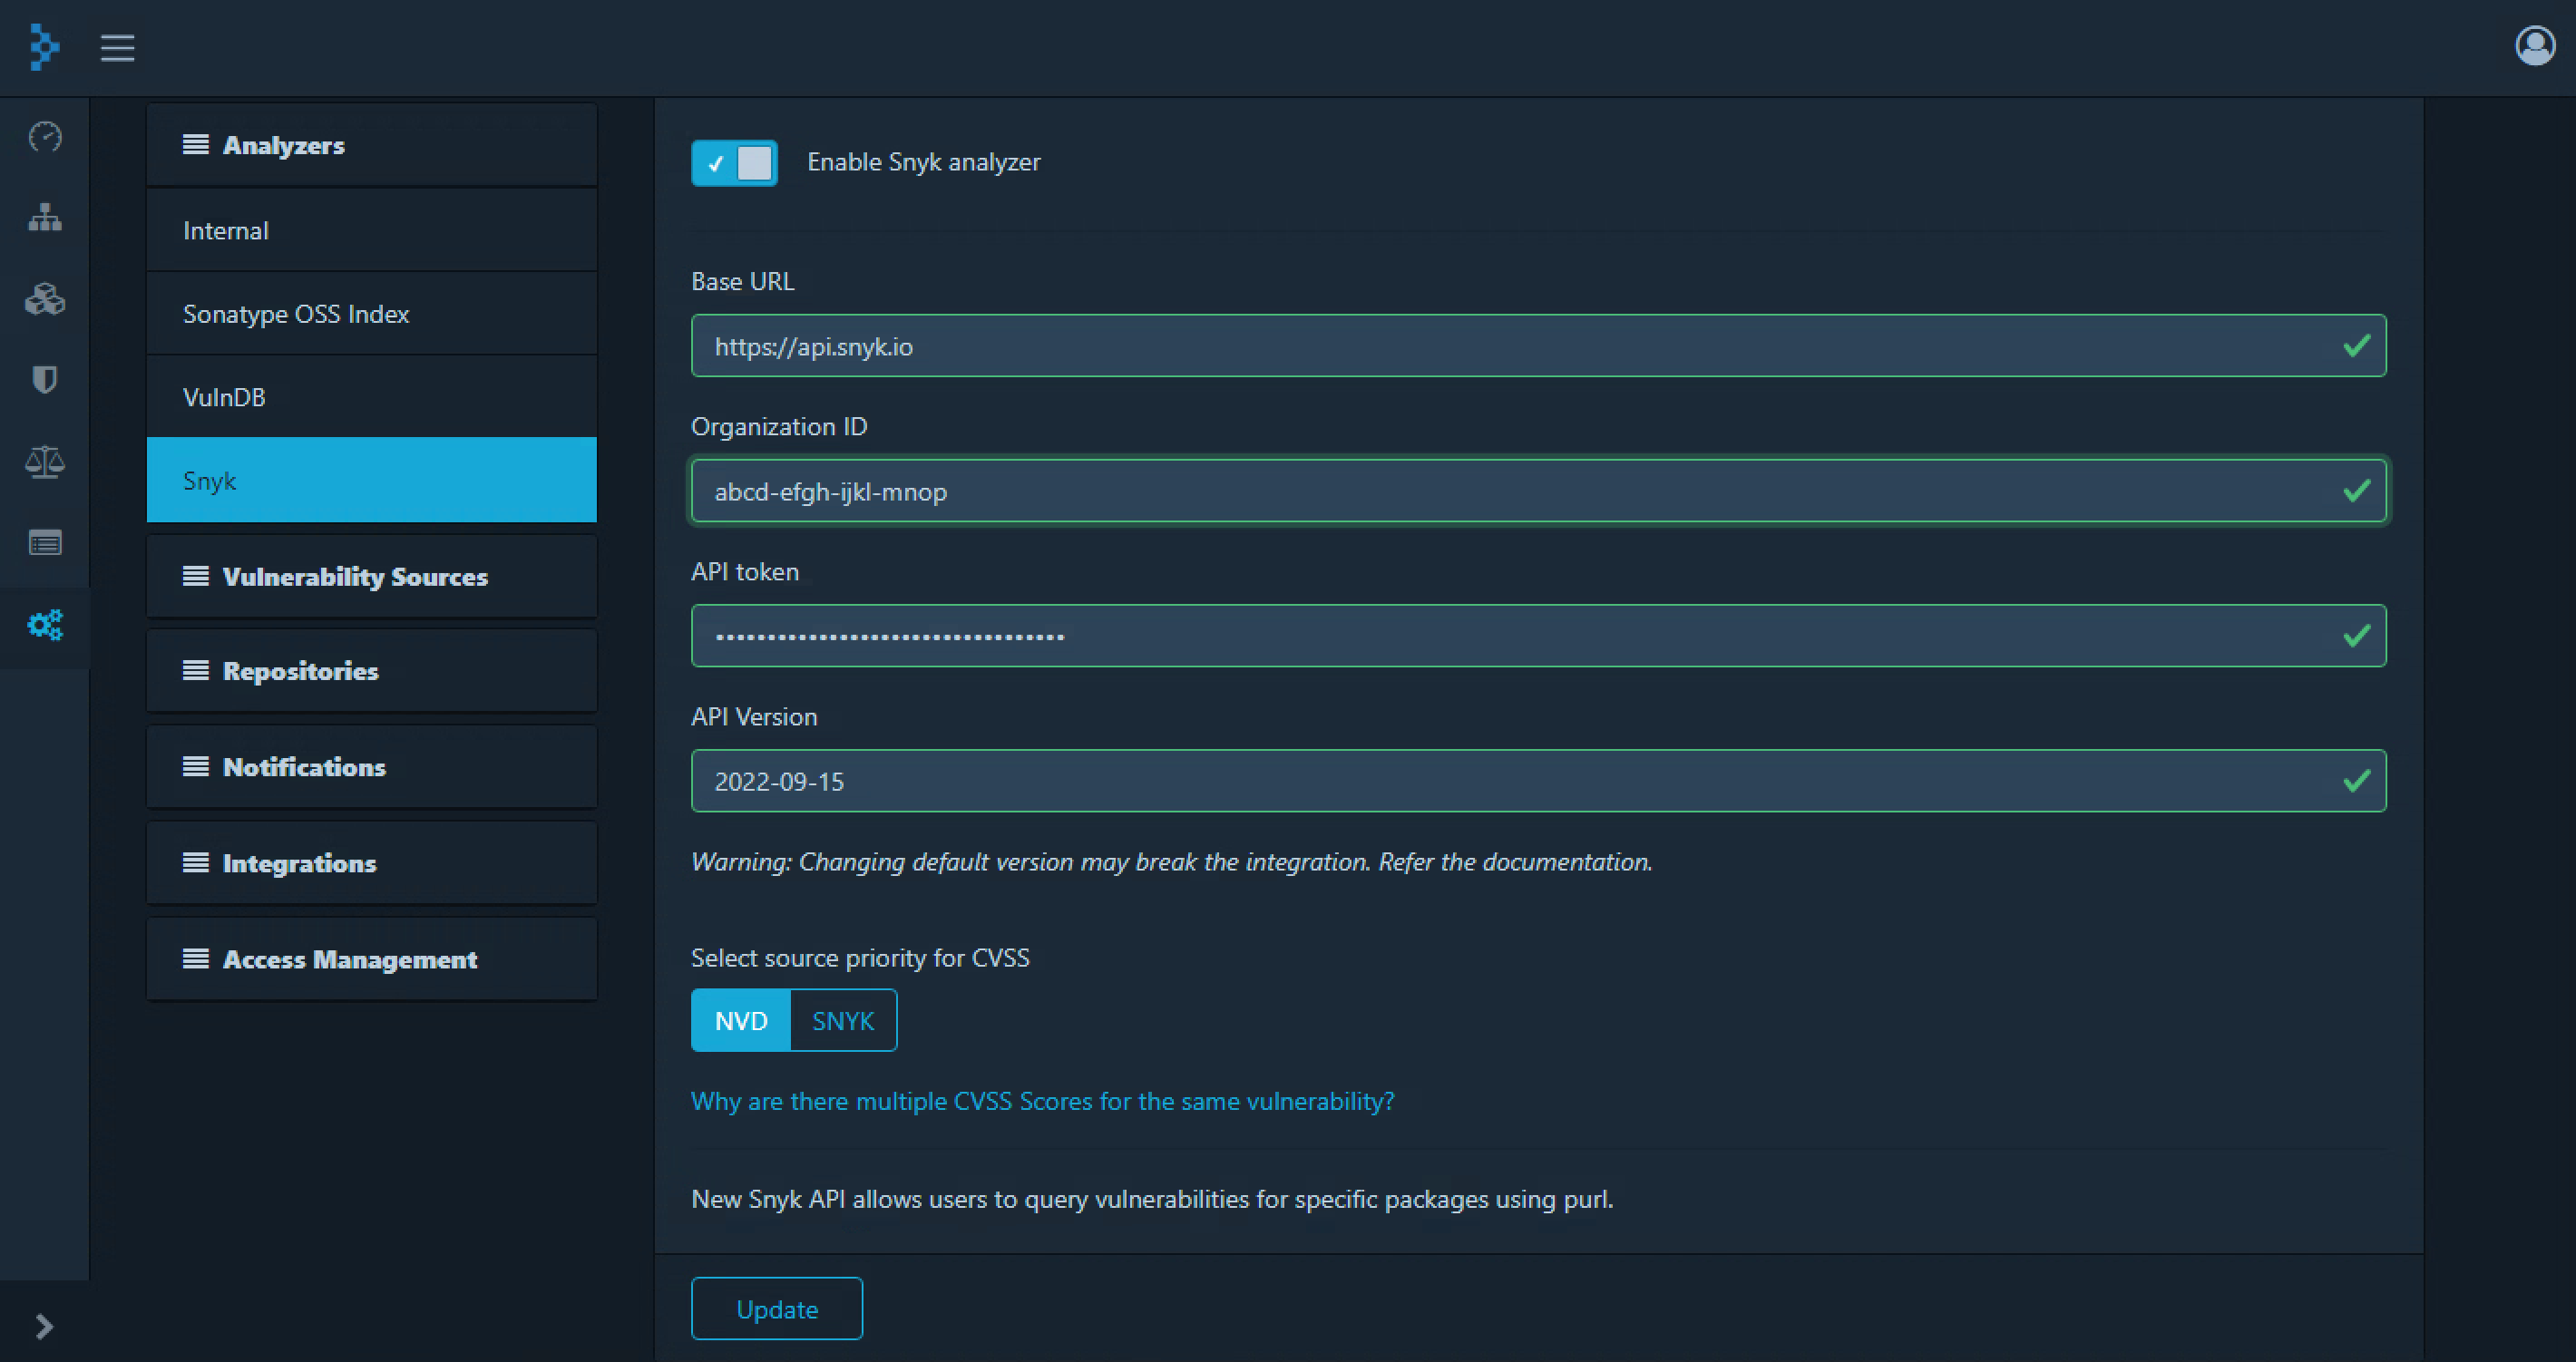 Analyzers
Internal
Sonatype OSS Index
VulnDB
Snyk
Vulnerability Sources
Repositories
Notifications
Integrations
Access Management
Enable Snyk analyzer
Base URL
https://api.snyk.io
Organization ID
abcd-efgh-ijkl-mnop
API token
••••••••••••••••••••••••••••••••••
API Version
2022-09-15
Warning: Changing default version may break the integration. Refer the documentation.
Select source priority for CVSS
NVD SNYK
Why are there multiple CVSS Scores for the same vulnerability?
New Snyk API allows users to query vulnerabilities for specific packages using purl.
Update